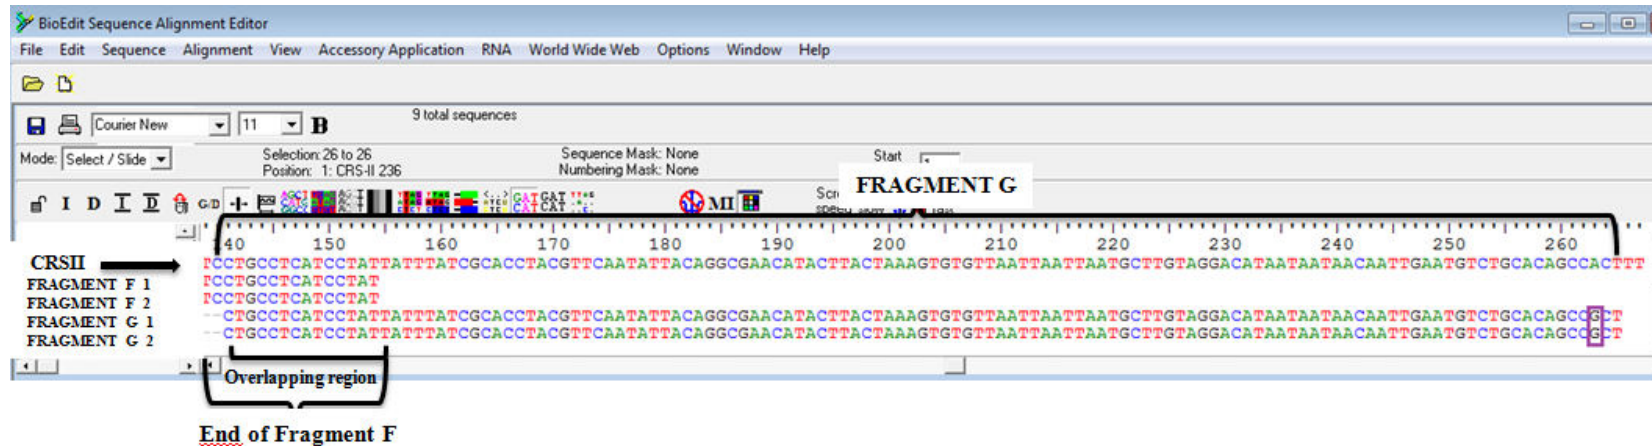 BioEdit Sequence Alignment Editor
File Edit Sequence Alignment View Accessory Application RNA World Wide Web Options Window Help
Courier New 11 B 9 total sequences
Mode: Select / Slide Selection: 26 to 26 Sequence Mask: None Start
Position: 1: CRS-II 236 Numbering Mask: None
FRAGMENT G
I D I D G/D MI
speed slow fast
140 150 160 170 180 190 200 210 220 230 240 250 260
CRSII TCCTGCCTCATCCTATTATTTATCGCACCTACGTTCAATATTACAGGCGAACATACTTACTAAAGTGTGTTAATTAATTAATGCTTGTAGGACATAATAATAACAATTGAATGTCTGCACAGCCACTTTT
FRAGMENT F 1 TCCTGCCTCATCCTAT
FRAGMENT F 2 TCCTGCCTCATCCTAT
FRAGMENT G 1 --CTGCCTCATCCTATTATTTATCGCACCTACGTTCAATATTACAGGCGAACATACTTACTAAAGTGTGTTAATTAATTAATGCTTGTAGGACATAATAATAACAATTGAATGTCTGCACAGCCGCT
FRAGMENT G 2 --CTGCCTCATCCTATTATTTATCGCACCTACGTTCAATATTACAGGCGAACATACTTACTAAAGTGTGTTAATTAATTAATGCTTGTAGGACATAATAATAACAATTGAATGTCTGCACAGCCGCT
Overlapping region
End of Fragment F